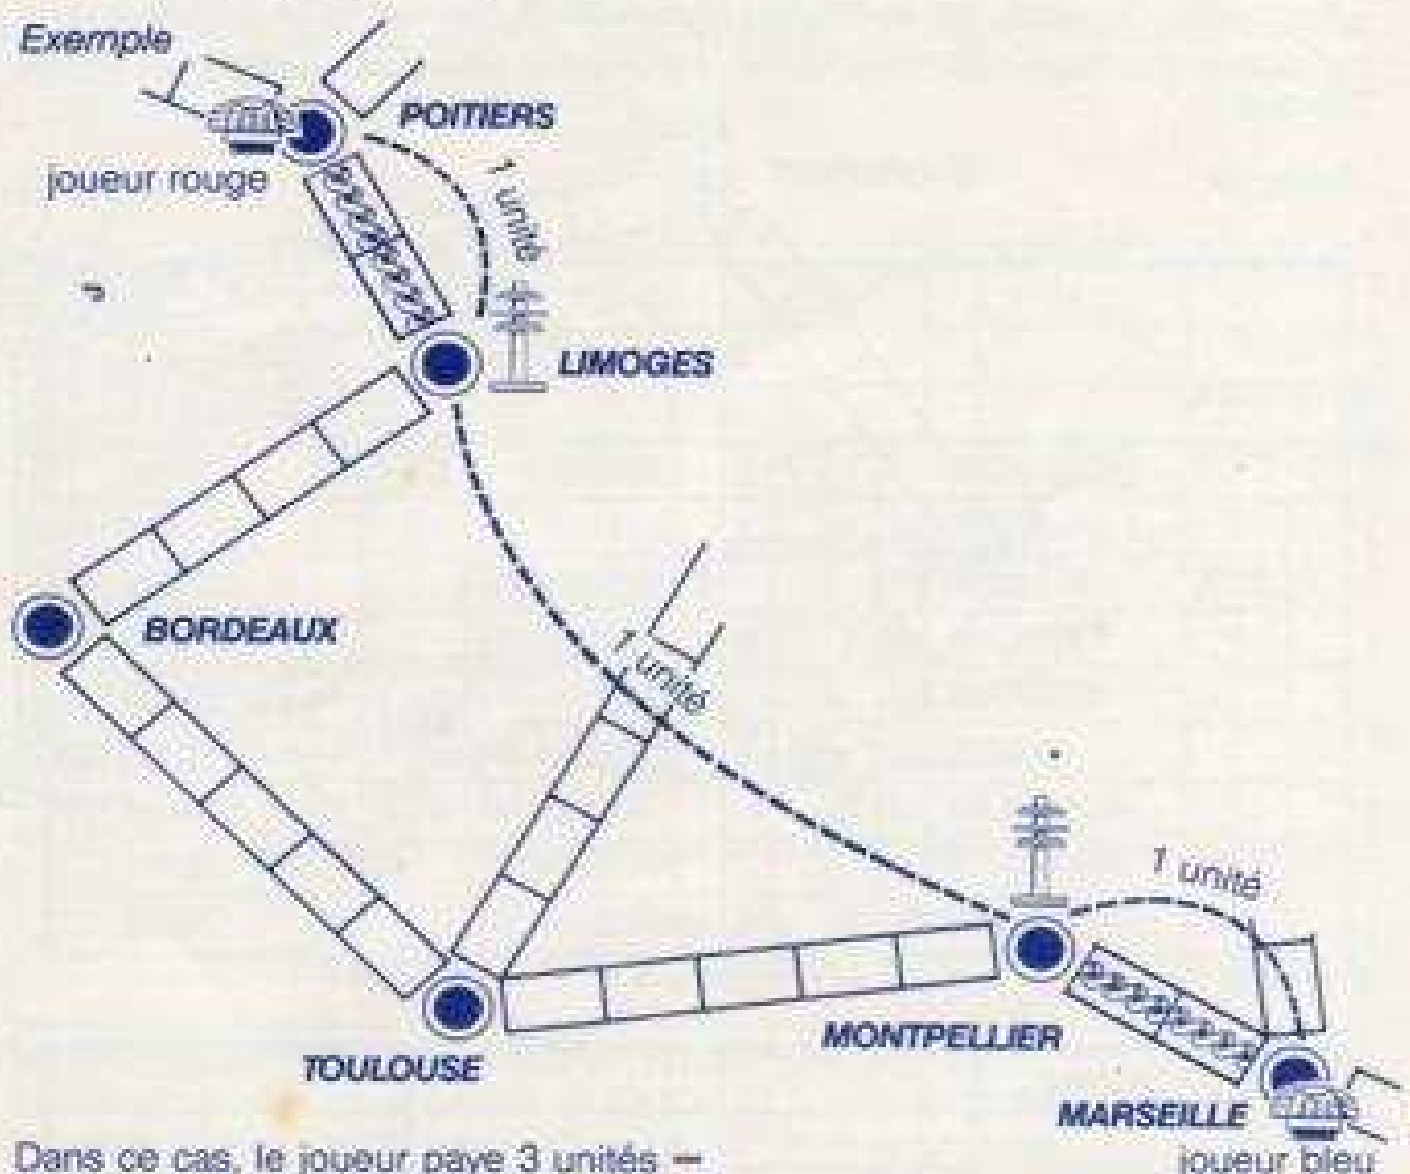 Exemple
POITIERS
joueur rouge
1 unité
LIMOGES
BORDEAUX
1 unité
1 unité
MONTPELLIER
TOULOUSE
MARSEILLE
Dans ce cas, le joueur paye 3 unités —
joueur bleu